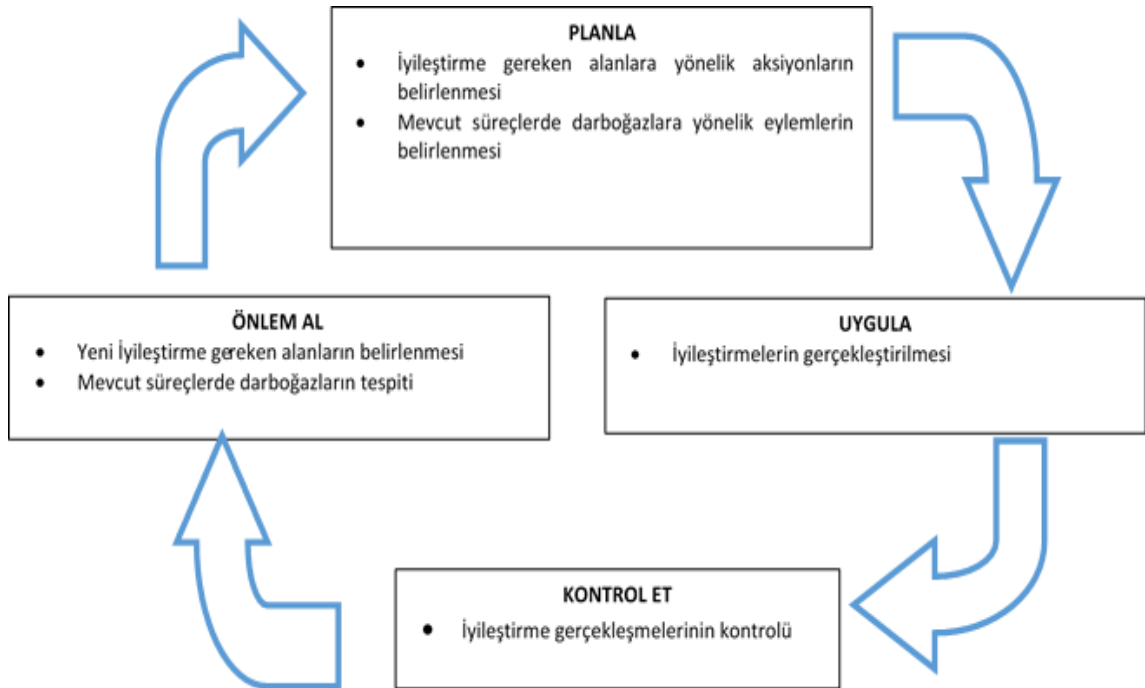 PLANLA
• İyileştirme gereken alanlara yönelik aksiyonların
belirlenmesi
• Mevcut süreçlerde darboğazlara yönelik eylemlerin
belirlenmesi
ÖNLEM AL
• Yeni İyileştirme gereken alanların belirlenmesi
• Mevcut süreçlerde darboğazların tespiti
UYGULA
• İyileştirmelerin gerçekleştirilmesi
KONTROL ET
• İyileştirme gerçekleşmelerinin kontrolü